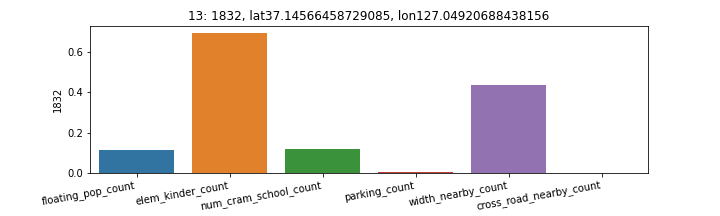 13: 1832, lat37.14566458729085, lon127.04920688438156
0.6
0.4
0.2
0.0
1832
floating_pop_count
elem_kinder_count
num_cram_school_count
parking_count
width_nearby_count
cross_road_nearby_count